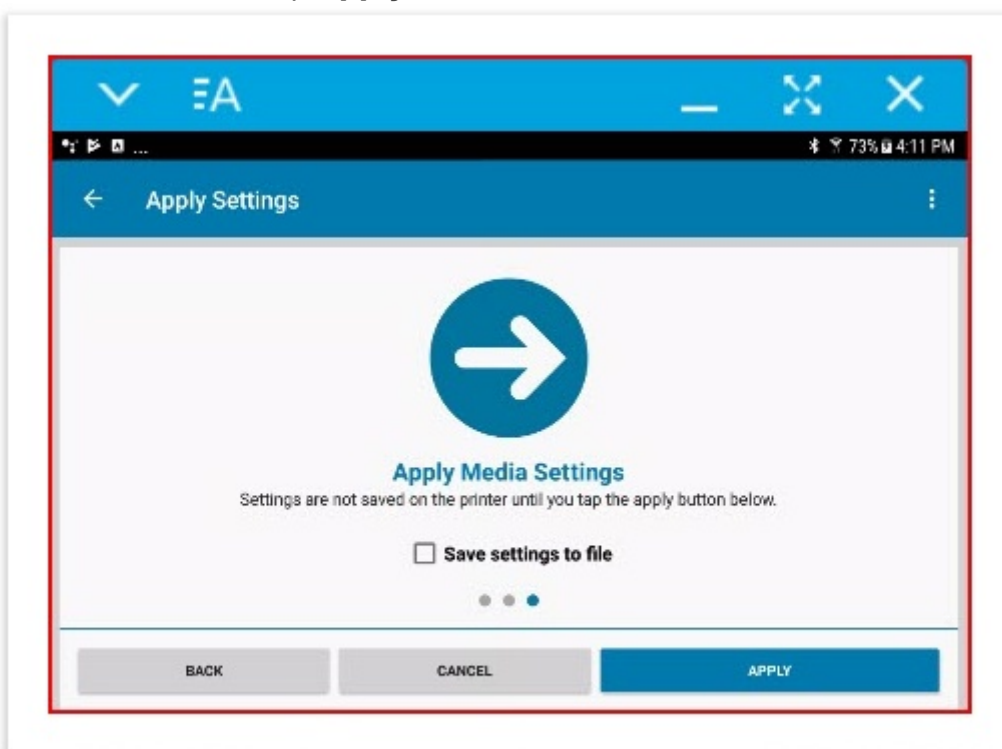 A
... 73% 4:11 PM
Apply Settings
Apply Media Settings
Settings are not saved on the printer until you tap the apply button below.
Save settings to file
BACK CANCEL APPLY